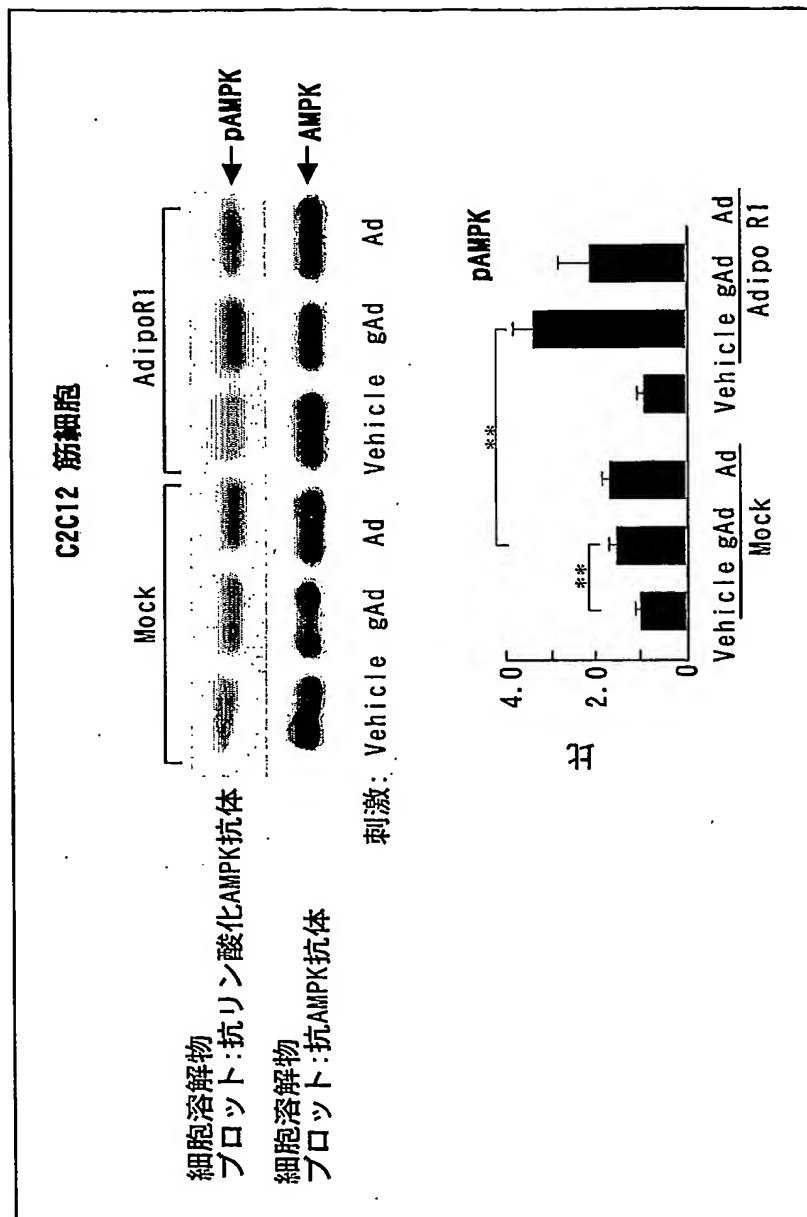 C2C12 筋細胞
Mock AdipoR1
細胞溶解物
ブロット:抗リン酸化AMPK抗体
←pAMPK
細胞溶解物
ブロット:抗AMPK抗体
←AMPK
刺激: Vehicle gAd Ad Vehicle gAd Ad
pAMPK
**
**
比
4.0
2.0
0
Vehicle gAd Ad Vehicle gAd Ad
Mock Adipo R1